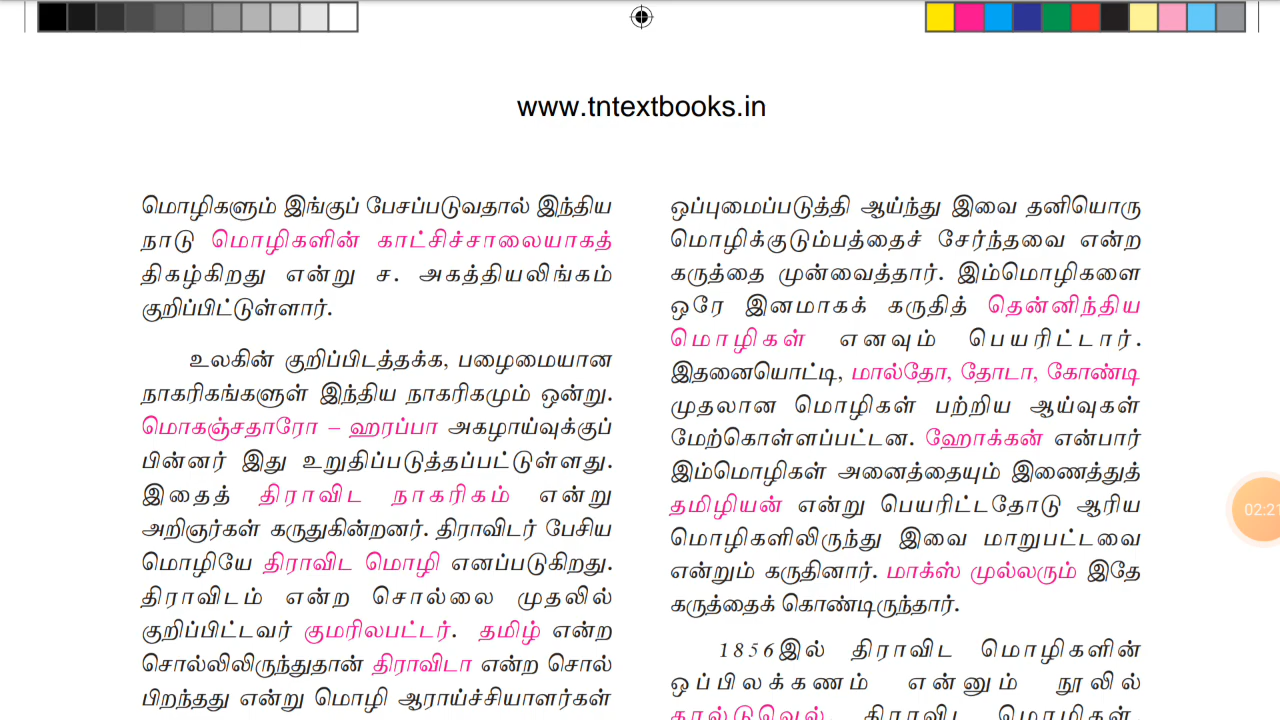 www.tntextbooks.in
மொழிகளும் இங்குப் பேசப்படுவதால் இந்திய
நாடு மொழிகளின் காட்சிச்சாலையாகத்
திகழ்கிறது என்று ச. அகத்தியலிங்கம்
குறிப்பிட்டுள்ளார்.
உலகின் குறிப்பிடத்தக்க, பழைமையான
நாகரிகங்களுள் இந்திய நாகரிகமும் ஒன்று.
மொகஞ்சதாரோ – ஹரப்பா அகழாய்வுக்குப்
பின்னர் இது உறுதிப்படுத்தப்பட்டுள்ளது.
இதைத் திராவிட நாகரிகம் என்று
அறிஞர்கள் கருதுகின்றனர். திராவிடர் பேசிய
மொழியே திராவிட மொழி எனப்படுகிறது.
திராவிடம் என்ற சொல்லை முதலில்
குறிப்பிட்டவர் குமரிலபட்டர். தமிழ் என்ற
சொல்லிலிருந்துதான் திராவிடா என்ற சொல்
பிறந்தது என்று மொழி ஆராய்ச்சியாளர்கள்
ஒப்புமைப்படுத்தி ஆய்ந்து இவை தனியொரு
மொழிக்குடும்பத்தைச் சேர்ந்தவை என்ற
கருத்தை முன்வைத்தார். இம்மொழிகளை
ஒரே இனமாகக் கருதித் தென்னிந்திய
மொழிகள் எனவும் பெயரிட்டார்.
இதனையொட்டி, மால்தோ, தோடா, கோண்டி
முதலான மொழிகள் பற்றிய ஆய்வுகள்
மேற்கொள்ளப்பட்டன. ஹோக்கன் என்பார்
இம்மொழிகள் அனைத்தையும் இணைத்துத்
தமிழியன் என்று பெயரிட்டதோடு ஆரிய
மொழிகளிலிருந்து இவை மாறுபட்டவை
என்றும் கருதினார். மாக்ஸ் முல்லரும் இதே
கருத்தைக் கொண்டிருந்தார்.
1856இல் திராவிட மொழிகளின்
ஒப்பிலக்கணம் என்னும் நூலில்
கால்டுவெல் திராவிட மொழிகள்,